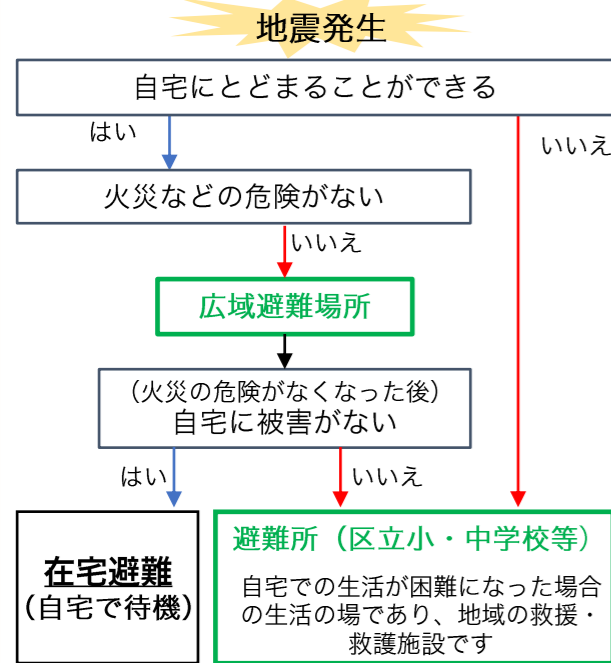 地震発生
自宅にとどまることができる
はい
いいえ
火災などの危険がない
いいえ
広域避難場所
（火災の危険がなくなった後）
自宅に被害がない
はい
いいえ
在宅避難
（自宅で待機）
避難所（区立小・中学校等）
自宅での生活が困難になった場合
の生活の場であり、地域の救援・
救護施設です